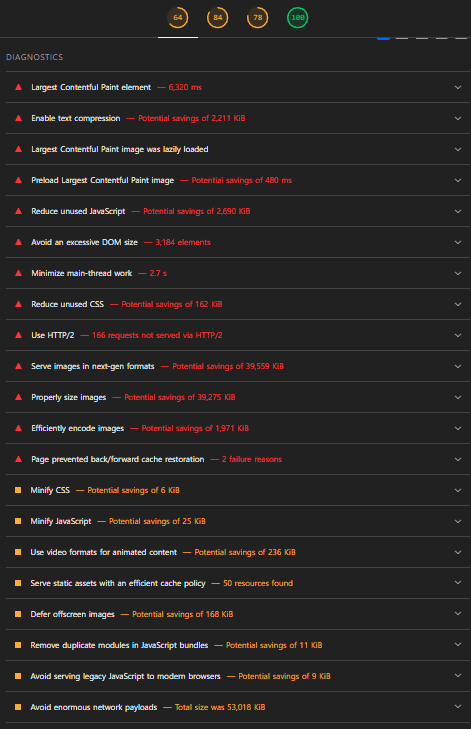 64 84 78 100
DIAGNOSTICS
Largest Contentful Paint element — 6,320 ms
Enable text compression — Potential savings of 2,211 KiB
Largest Contentful Paint image was lazily loaded
Preload Largest Contentful Paint image — Potential savings of 480 ms
Reduce unused JavaScript — Potential savings of 2,690 KiB
Avoid an excessive DOM size — 3,184 elements
Minimize main-thread work — 2.7 s
Reduce unused CSS — Potential savings of 162 KiB
Use HTTP/2 — 166 requests not served via HTTP/2
Serve images in next-gen formats — Potential savings of 39,559 KiB
Properly size images — Potential savings of 39,275 KiB
Efficiently encode images — Potential savings of 1,971 KiB
Page prevented back/forward cache restoration — 2 failure reasons
Minify CSS — Potential savings of 6 KiB
Minify JavaScript — Potential savings of 25 KiB
Use video formats for animated content — Potential savings of 236 KiB
Serve static assets with an efficient cache policy — 50 resources found
Defer offscreen images — Potential savings of 168 KiB
Remove duplicate modules in JavaScript bundles — Potential savings of 11 KiB
Avoid serving legacy JavaScript to modern browsers — Potential savings of 9 KiB
Avoid enormous network payloads — Total size was 53,018 KiB